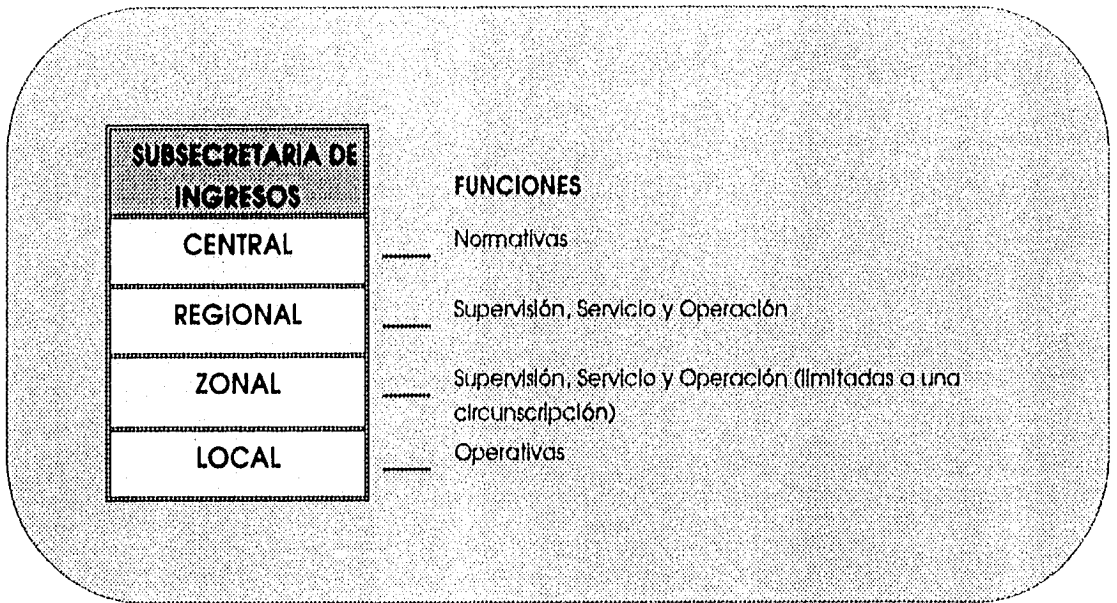 SUBSECRETARIA DE
INGRESOS
FUNCIONES
CENTRAL
Normativas
REGIONAL
Supervisión, Servicio y Operación
ZONAL
Supervisión, Servicio y Operación (limitadas a una
circunscripción)
LOCAL
Operativas